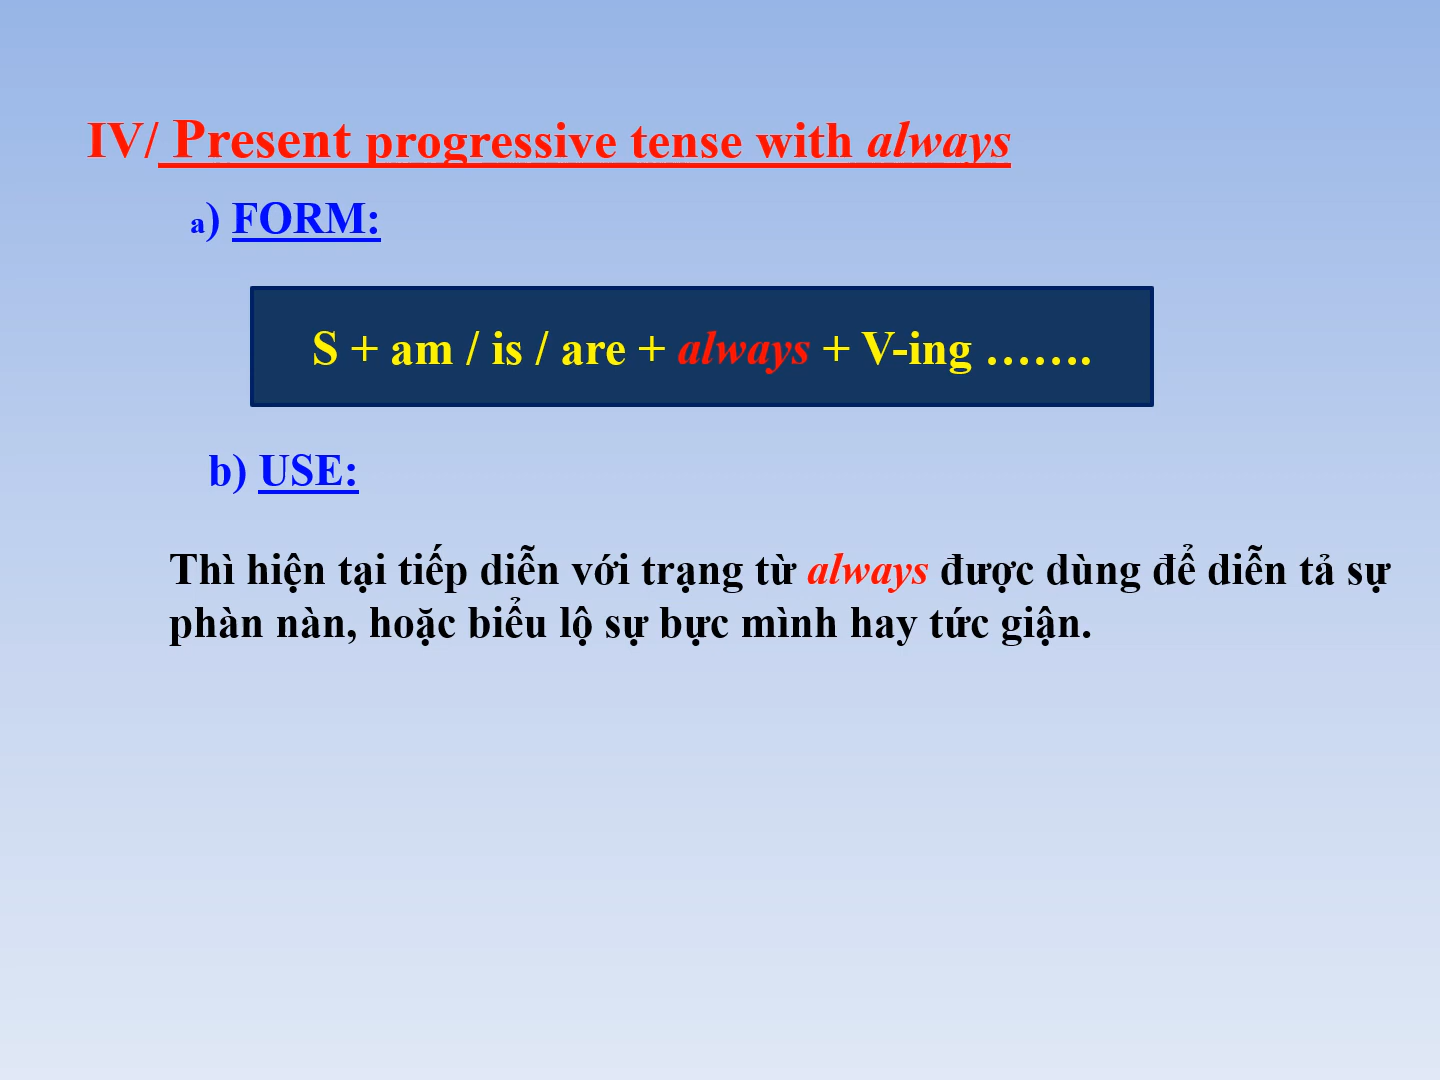 IV/ Present progressive tense with always
a) FORM:
S + am / is / are + always + V-ing …….
b) USE:
Thì hiện tại tiếp diễn với trạng từ always được dùng để diễn tả sự
phàn nàn, hoặc biểu lộ sự bực mình hay tức giận.